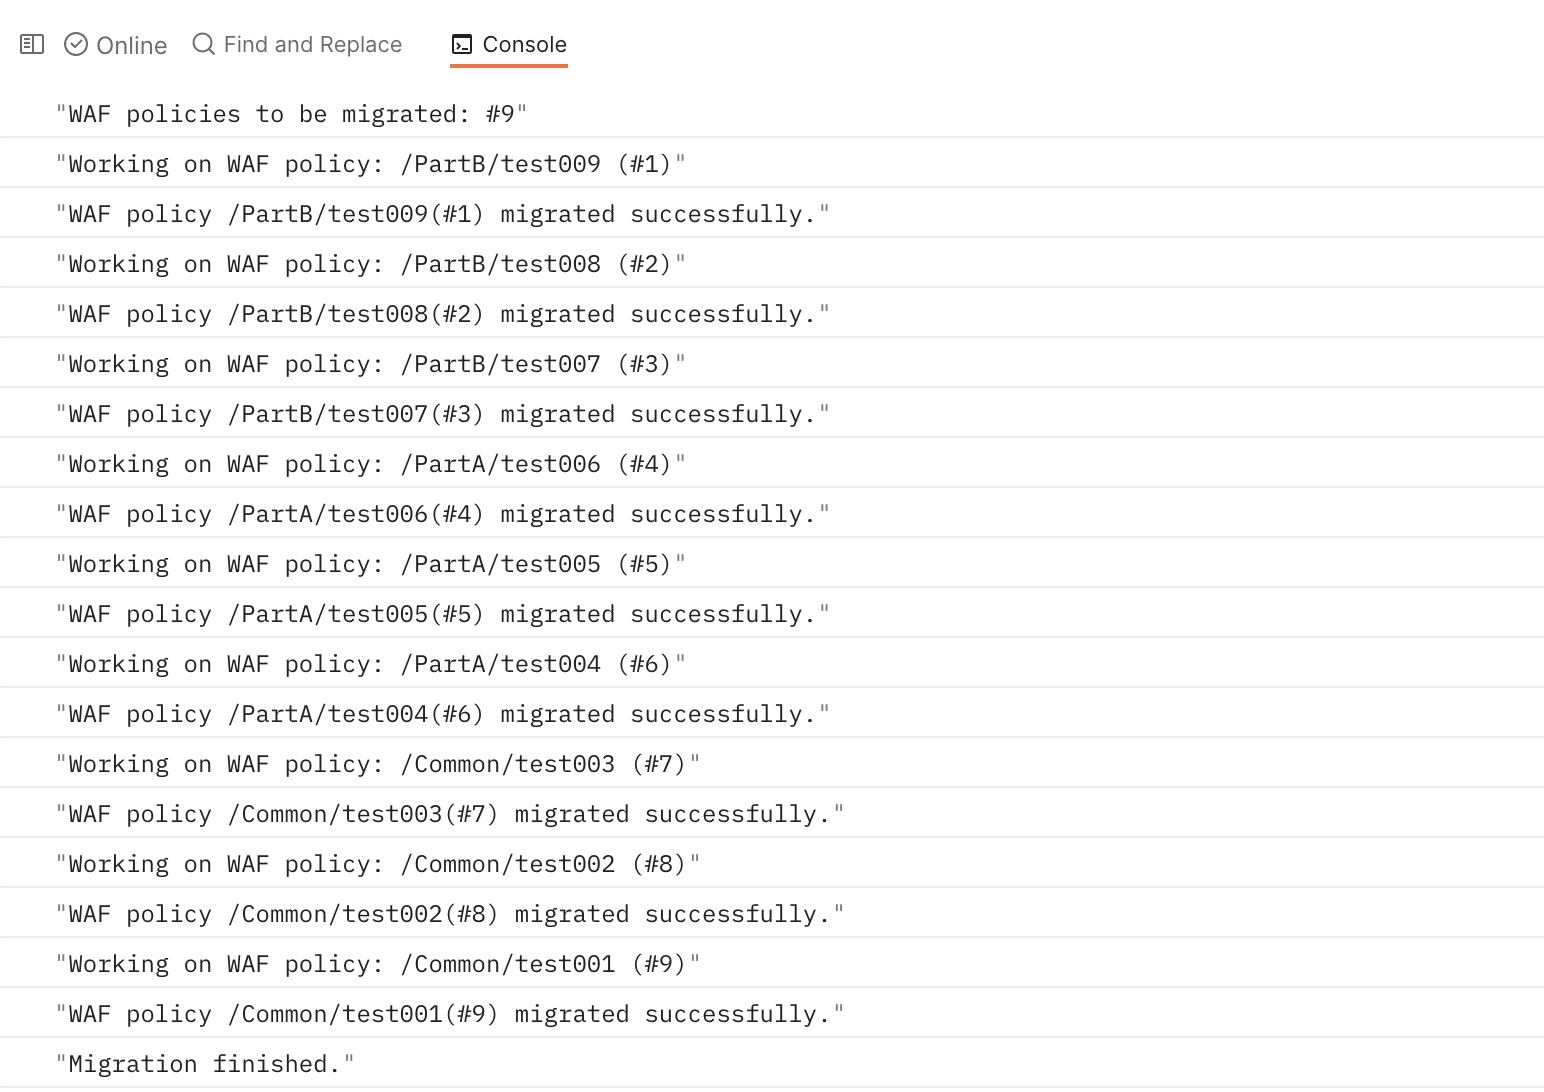 Online Find and Replace Console
"WAF policies to be migrated: #9"
"Working on WAF policy: /PartB/test009 (#1)"
"WAF policy /PartB/test009(#1) migrated successfully."
"Working on WAF policy: /PartB/test008 (#2)"
"WAF policy /PartB/test008(#2) migrated successfully."
"Working on WAF policy: /PartB/test007 (#3)"
"WAF policy /PartB/test007(#3) migrated successfully."
"Working on WAF policy: /PartA/test006 (#4)"
"WAF policy /PartA/test006(#4) migrated successfully."
"Working on WAF policy: /PartA/test005 (#5)"
"WAF policy /PartA/test005(#5) migrated successfully."
"Working on WAF policy: /PartA/test004 (#6)"
"WAF policy /PartA/test004(#6) migrated successfully."
"Working on WAF policy: /Common/test003 (#7)"
"WAF policy /Common/test003(#7) migrated successfully."
"Working on WAF policy: /Common/test002 (#8)"
"WAF policy /Common/test002(#8) migrated successfully."
"Working on WAF policy: /Common/test001 (#9)"
"WAF policy /Common/test001(#9) migrated successfully."
"Migration finished."